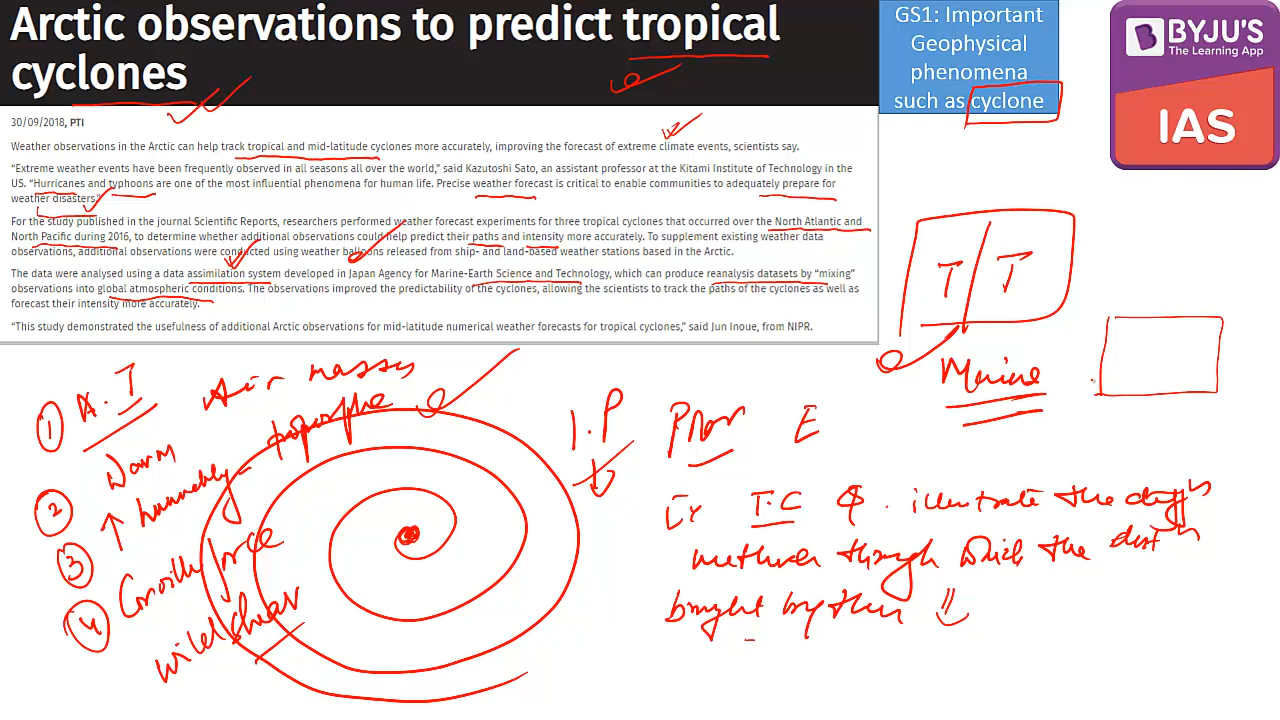 Arctic observations to predict tropical
cyclones
GS1: Important
Geophysical
phenomena
such as cyclone
BYJU'S
The Learning App
IAS
30/09/2018, PTI
Weather observations in the Arctic can help track tropical and mid-latitude cyclones more accurately, improving the forecast of extreme climate events, scientists say.
“Extreme weather events have been frequently observed in all seasons all over the world,” said Kazutoshi Sato, an assistant professor at the Kitami Institute of Technology in the
US. “Hurricanes and typhoons are one of the most influential phenomena for human life. Precise weather forecast is critical to enable communities to adequately prepare for
weather disasters.”
For the study published in the journal Scientific Reports, researchers performed weather forecast experiments for three tropical cyclones that occurred over the North Atlantic and
North Pacific during 2016, to determine whether additional observations could help predict their paths and intensity more accurately. To supplement existing weather data
observations, additional observations were conducted using weather balloons released from ship- and land-based weather stations based in the Arctic.
The data were analysed using a data assimilation system developed in Japan Agency for Marine-Earth Science and Technology, which can produce reanalysis datasets by “mixing”
observations into global atmospheric conditions. The observations improved the predictability of the cyclones, allowing the scientists to track the paths of the cyclones as well as
forecast their intensity more accurately.
“This study demonstrated the usefulness of additional Arctic observations for mid-latitude numerical weather forecasts for tropical cyclones,” said Jun Inoue, from NIPR.
T T
Marine
1 A. T Air masses
Warm
2
3
4 force
wind shear
I.P
E
T.C illustrate the
through which the
by